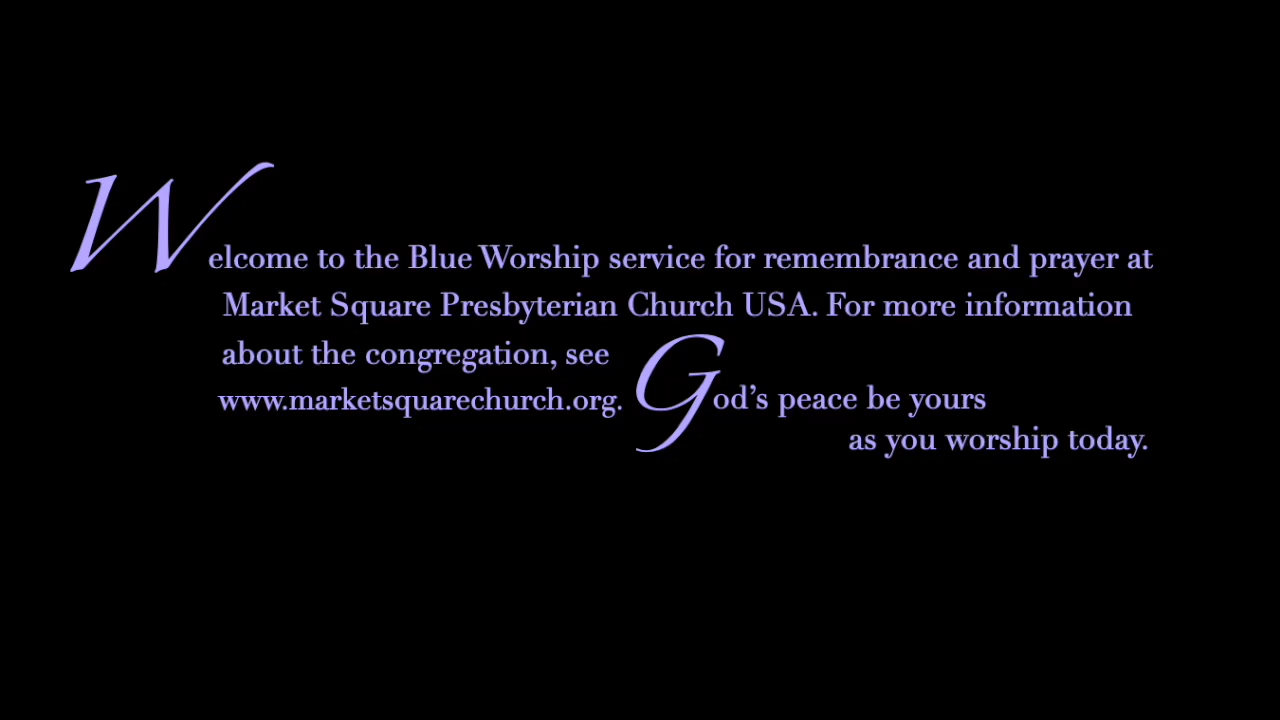 Welcome to the Blue Worship service for remembrance and prayer at
Market Square Presbyterian Church USA. For more information
about the congregation, see
www.marketsquarechurch.org. God’s peace be yours
as you worship today.